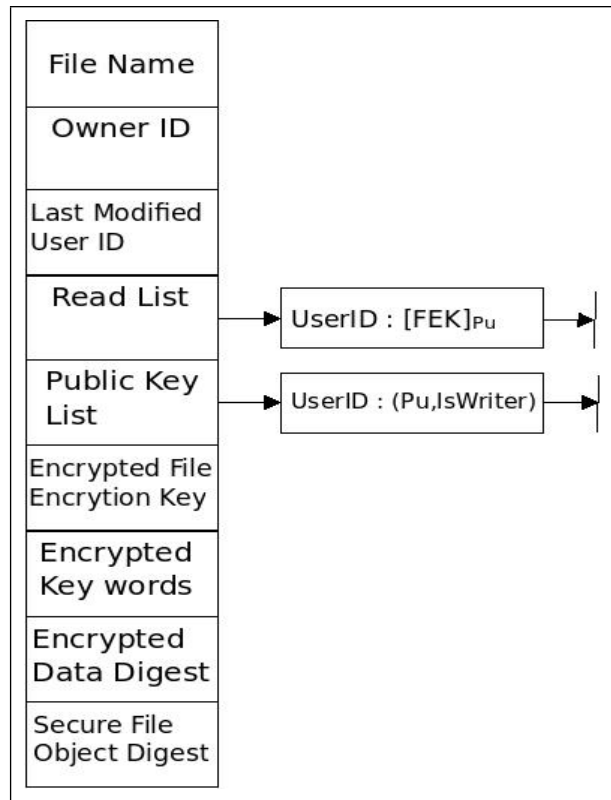 File Name
Owner ID
Last Modified
User ID
Read List
UserID : [FEK]Pu
Public Key
List
UserID : (Pu,IsWriter)
Encrypted File
Encrytion Key
Encrypted
Key words
Encrypted
Data Digest
Secure File
Object Digest